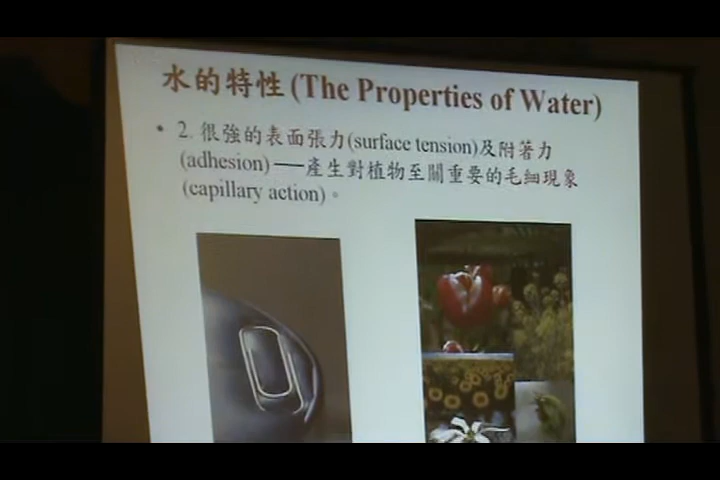 水的特性 (The Properties of Water)
• 2. 很強的表面張力(surface tension)及附著力
(adhesion) ──產生對植物至關重要的毛細現象
(capillary action)。